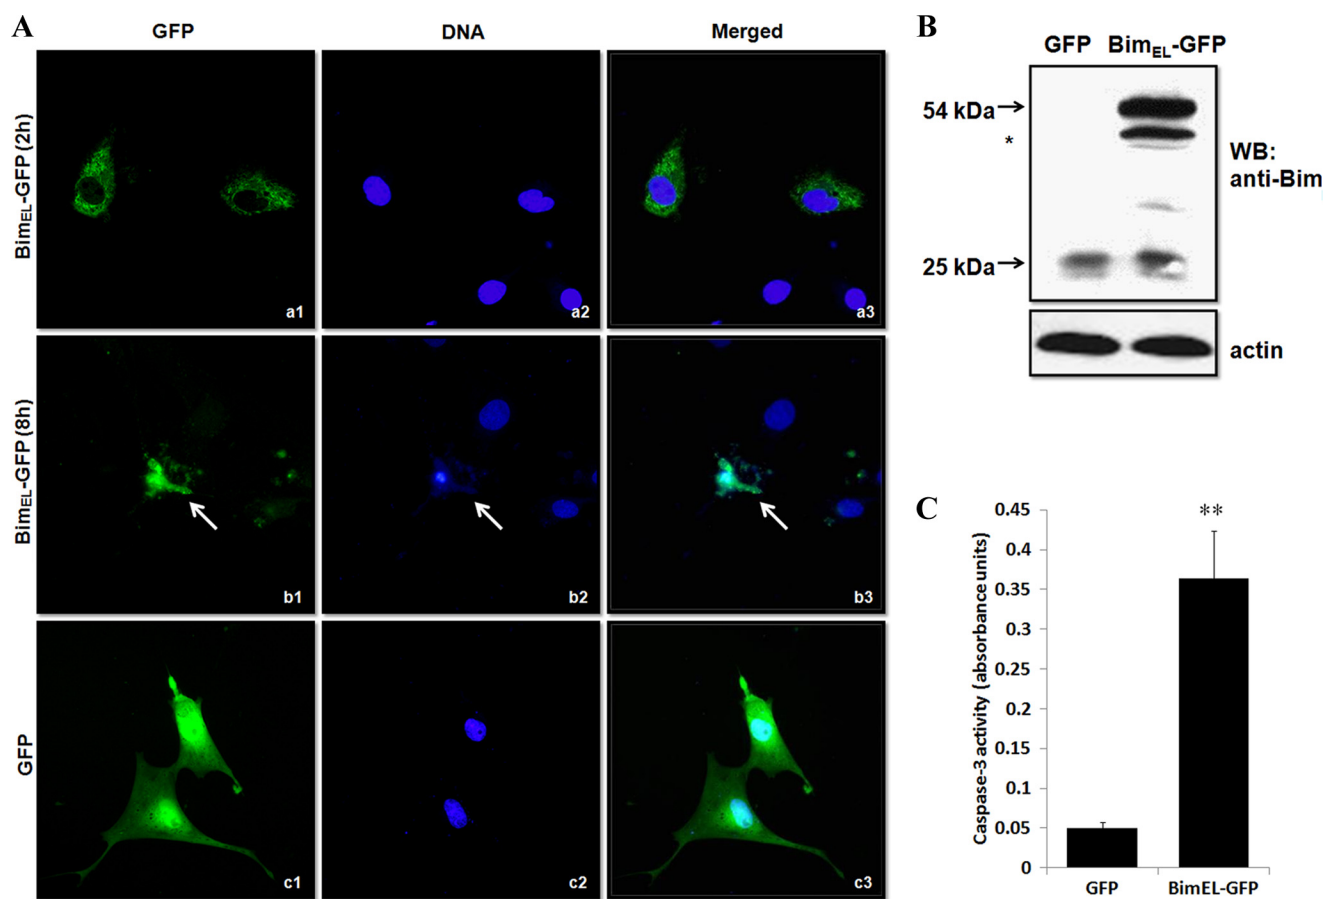 A
GFP DNA Merged
BimEL-GFP (2h)
a1 a2 a3
BimEL-GFP (8h)
b1 b2 b3
GFP
c1 c2 c3
B
GFP BimEL-GFP
54 kDa
*
25 kDa
WB:
anti-Bim
actin
C
**
Caspase-3 activity (absorbance units)
0.45
0.4
0.35
0.3
0.25
0.2
0.15
0.1
0.05
0
GFP BimEL-GFP